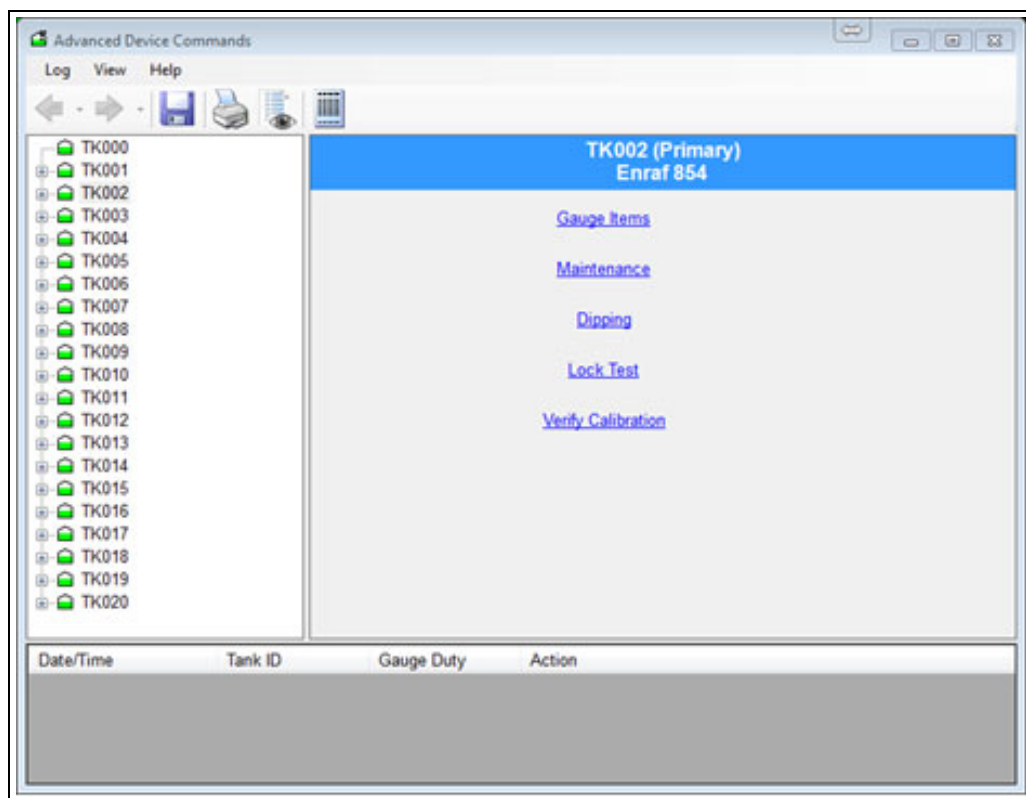 Advanced Device Commands
Log View Help
TK000
TK001
TK002
TK003
TK004
TK005
TK006
TK007
TK008
TK009
TK010
TK011
TK012
TK013
TK014
TK015
TK016
TK017
TK018
TK019
TK020
TK002 (Primary)
Enraf 854
Gauge Items
Maintenance
Dipping
Lock Test
Verify Calibration
Date/Time Tank ID Gauge Duty Action